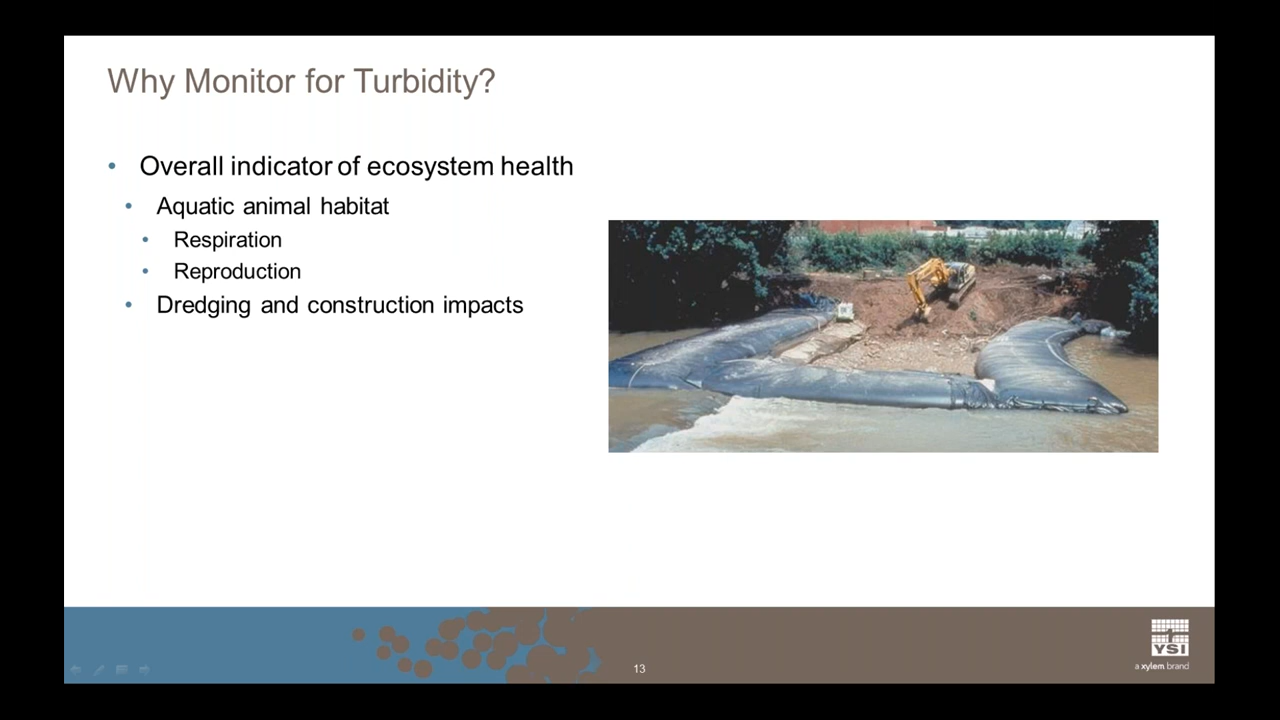 Why Monitor for Turbidity?
• Overall indicator of ecosystem health
• Aquatic animal habitat
• Respiration
• Reproduction
• Dredging and construction impacts
13
YSI
a xylem brand